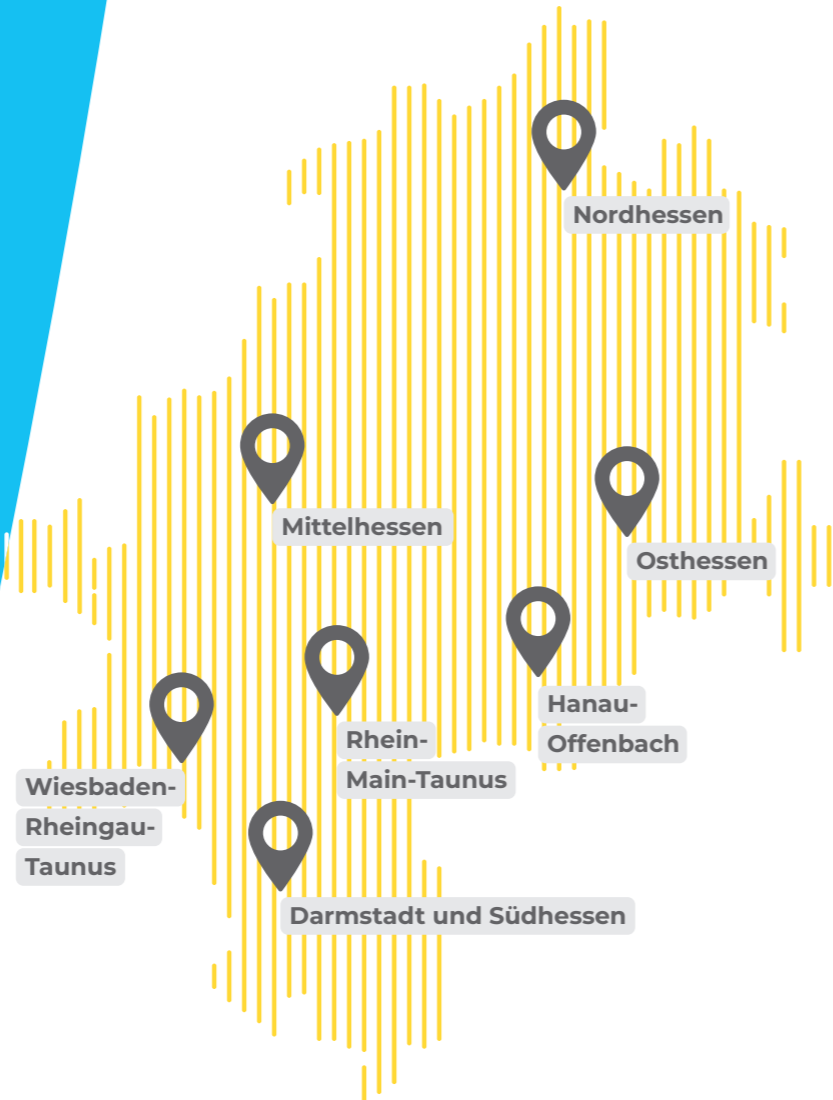 Nordhessen
Mittelhessen
Osthessen
Hanau-
Offenbach
Rhein-
Main-Taunus
Wiesbaden-
Rheingau-
Taunus
Darmstadt und Südhessen